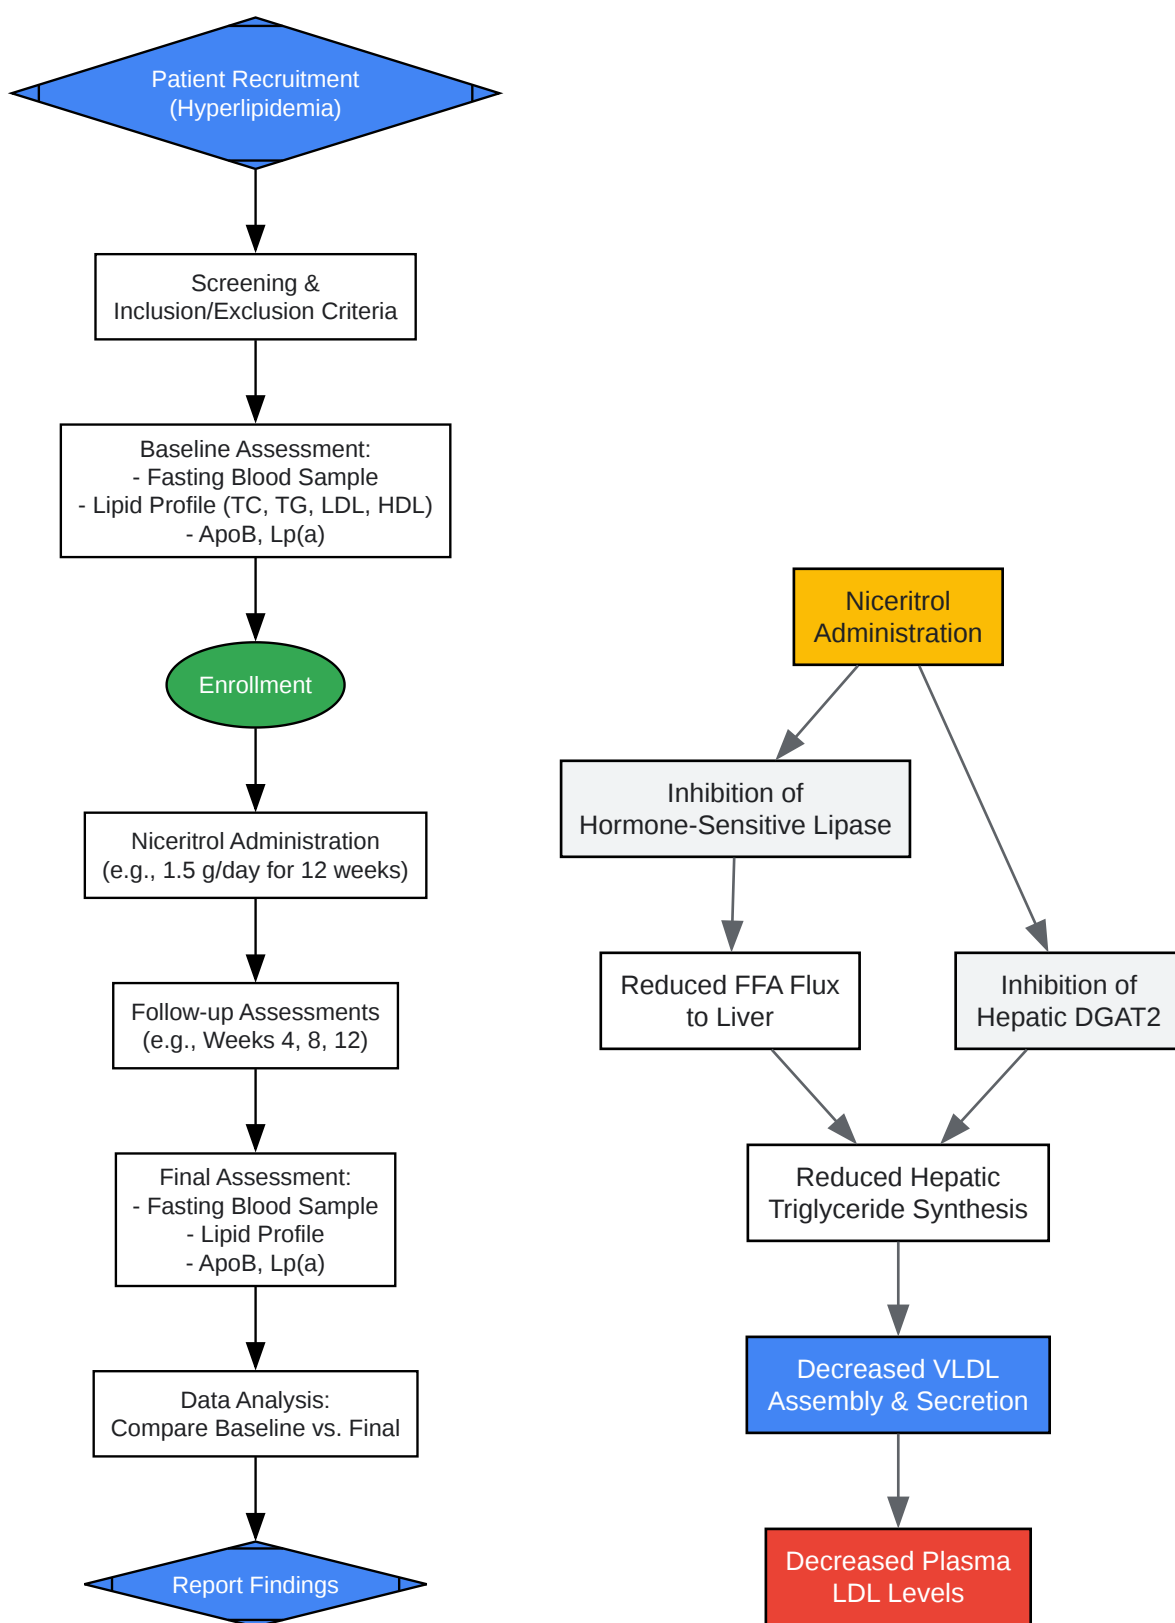 Patient Recruitment
(Hyperlipidemia)
Screening &
Inclusion/Exclusion Criteria
Baseline Assessment:
- Fasting Blood Sample
- Lipid Profile (TC, TG, LDL, HDL)
- ApoB, Lp(a)
Enrollment
Niceritrol Administration
(e.g., 1.5 g/day for 12 weeks)
Follow-up Assessments
(e.g., Weeks 4, 8, 12)
Final Assessment:
- Fasting Blood Sample
- Lipid Profile
- ApoB, Lp(a)
Data Analysis:
Compare Baseline vs. Final
Report Findings
Niceritrol
Administration
Inhibition of
Hormone-Sensitive Lipase
Reduced FFA Flux
to Liver
Inhibition of
Hepatic DGAT2
Reduced Hepatic
Triglyceride Synthesis
Decreased VLDL
Assembly & Secretion
Decreased Plasma
LDL Levels